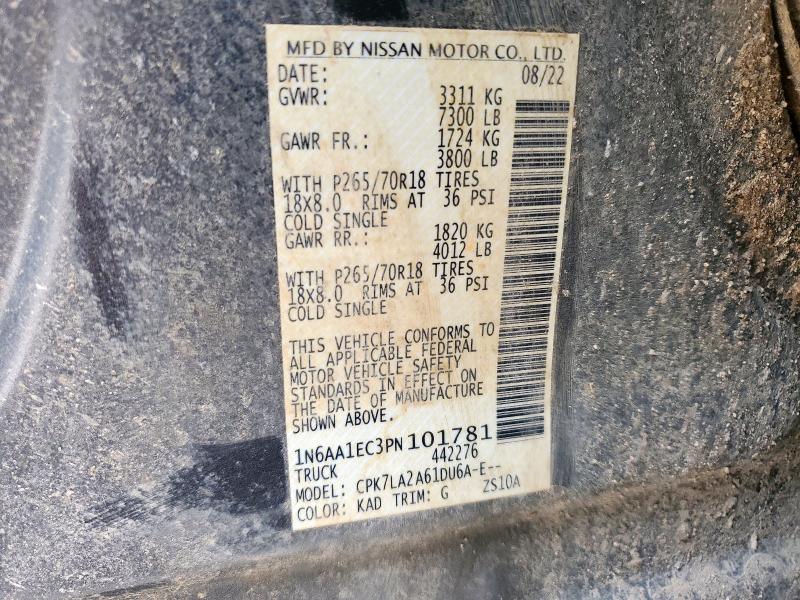 MFD BY NISSAN MOTOR CO., LTD.
DATE: 08/22
GVWR: 3311 KG
7300 LB
GAWR FR.: 1724 KG
3800 LB
WITH P265/70R18 TIRES
18X8.0 RIMS AT 36 PSI
COLD SINGLE
GAWR RR.: 1820 KG
4012 LB
WITH P265/70R18 TIRES
18X8.0 RIMS AT 36 PSI
COLD SINGLE
THIS VEHICLE CONFORMS TO
ALL APPLICABLE FEDERAL
MOTOR VEHICLE SAFETY
STANDARDS IN EFFECT ON
THE DATE OF MANUFACTURE
SHOWN ABOVE.
1N6AA1EC3PN101781
TRUCK 442276
MODEL: CPK7LA2A61DU6A-E--
COLOR: KAD TRIM: G ZS10A